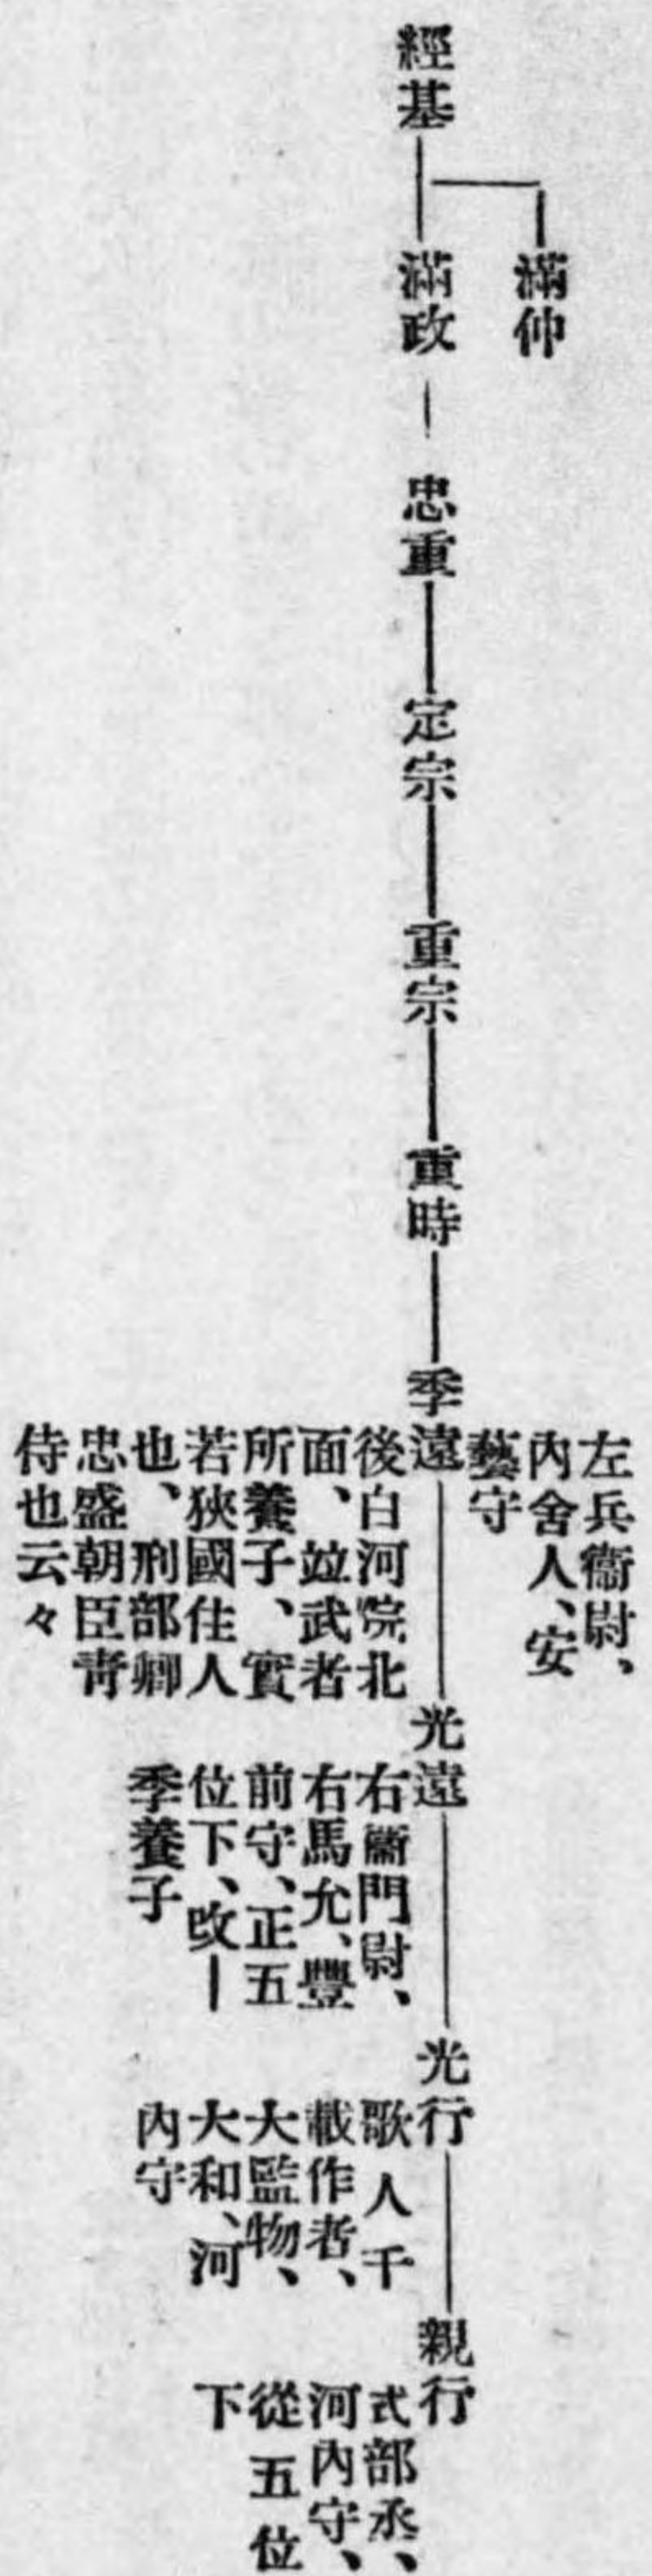 經基
滿仲
滿政
忠重
定宗
重宗
重時
季遠
左兵衞尉、
內舍人、安
藝守
後白河院北
面、竝武者
所養子、實
若狹國住人
也、刑部卿
忠盛朝臣靑
侍也云々
光遠
右衞門尉、
右馬允、豐
前守、正五
位下、改—
季養子
光行
歌人千
載作者、
大監物、
大和、河
內守
親行
式部丞、
河內守、
從五位
下